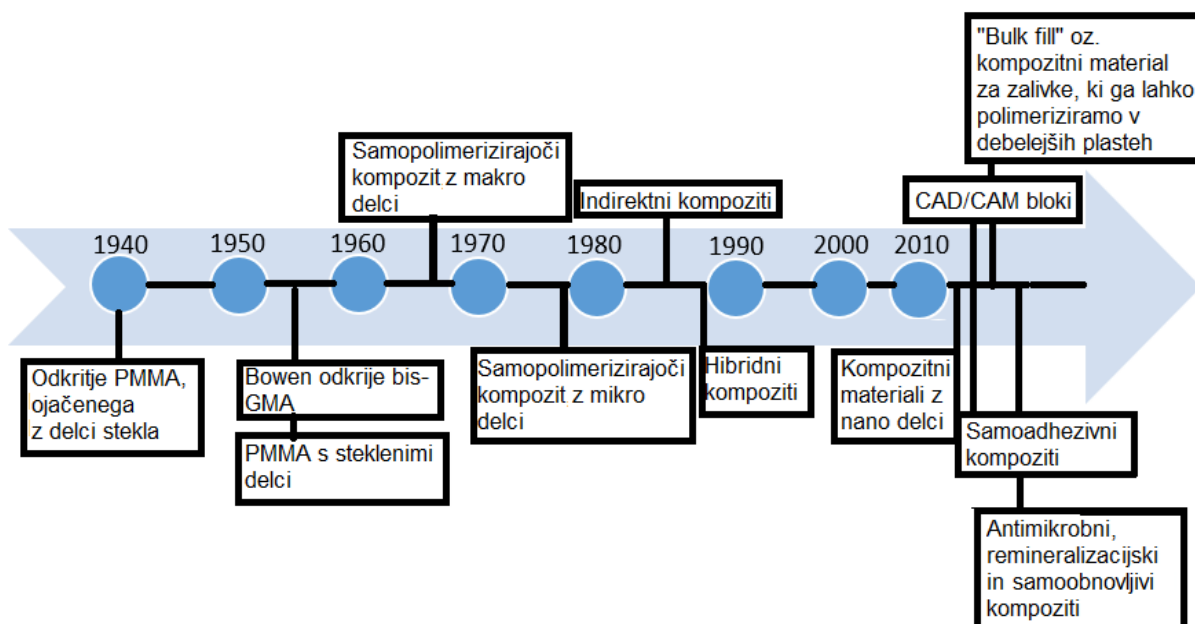 "Bulk fill" oz.
kompozitni material
za zalivke, ki ga lahko
polimeriziramo v
debelejših plasteh
Samopolimerizirajoči
kompozit z makro
delci
Indirektni kompoziti
CAD/CAM bloki
1940
1950
1960
1970
1980
1990
2000
2010
Odkritje PMMA,
ojačenega
z delci stekla
Bowen odkrije bis-
GMA
PMMA s steklenimi
delci
Samopolimerizirajoči
kompozit z mikro
delci
Hibridni
kompoziti
Kompozitni
materiali z
nano delci
Samoadhezivni
kompoziti
Antimikrobni,
remineralizacijski
in samoobnovljivi
kompoziti